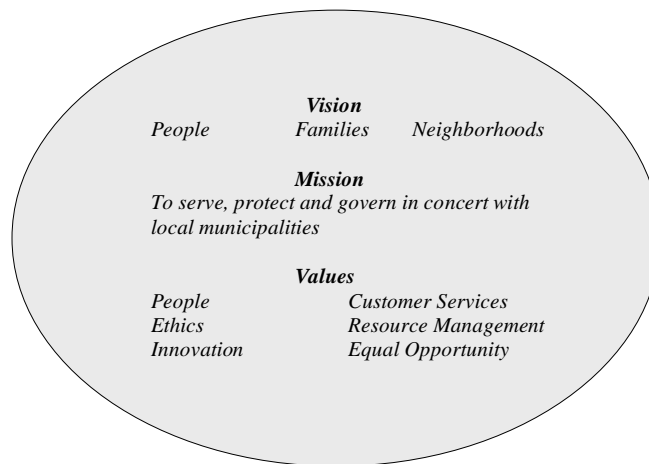 Vision
People Families Neighborhoods
Mission
To serve, protect and govern in concert with
local municipalities
Values
People Customer Services
Ethics Resource Management
Innovation Equal Opportunity